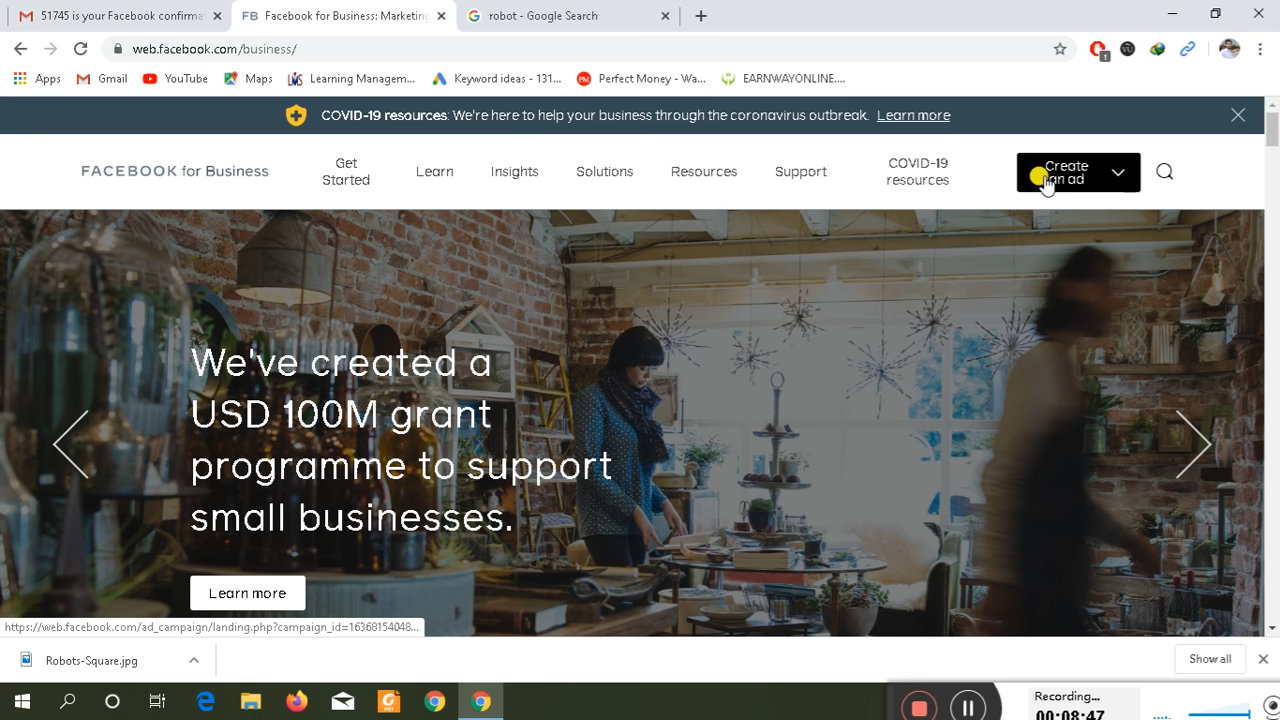 51745 is your Facebook confirma
Facebook for Business: Marketing
robot - Google Search
web.facebook.com/business/
Apps
Gmail
YouTube
Maps
Learning Managem...
Keyword ideas - 131...
Perfect Money - Wa...
EARNWAYONLINE....
COVID-19 resources: We're here to help your business through the coronavirus outbreak. Learn more
FACEBOOK for Business
Get
Started
Learn
Insights
Solutions
Resources
Support
COVID-19
resources
Create
an ad
We've created a
USD 100M grant
programme to support
small businesses.
Learn more
https://web.facebook.com/ad_campaign/landing.php?campaign_id=16368154048...
Robots-Square.jpg
Show all
Recording...
00:08:47